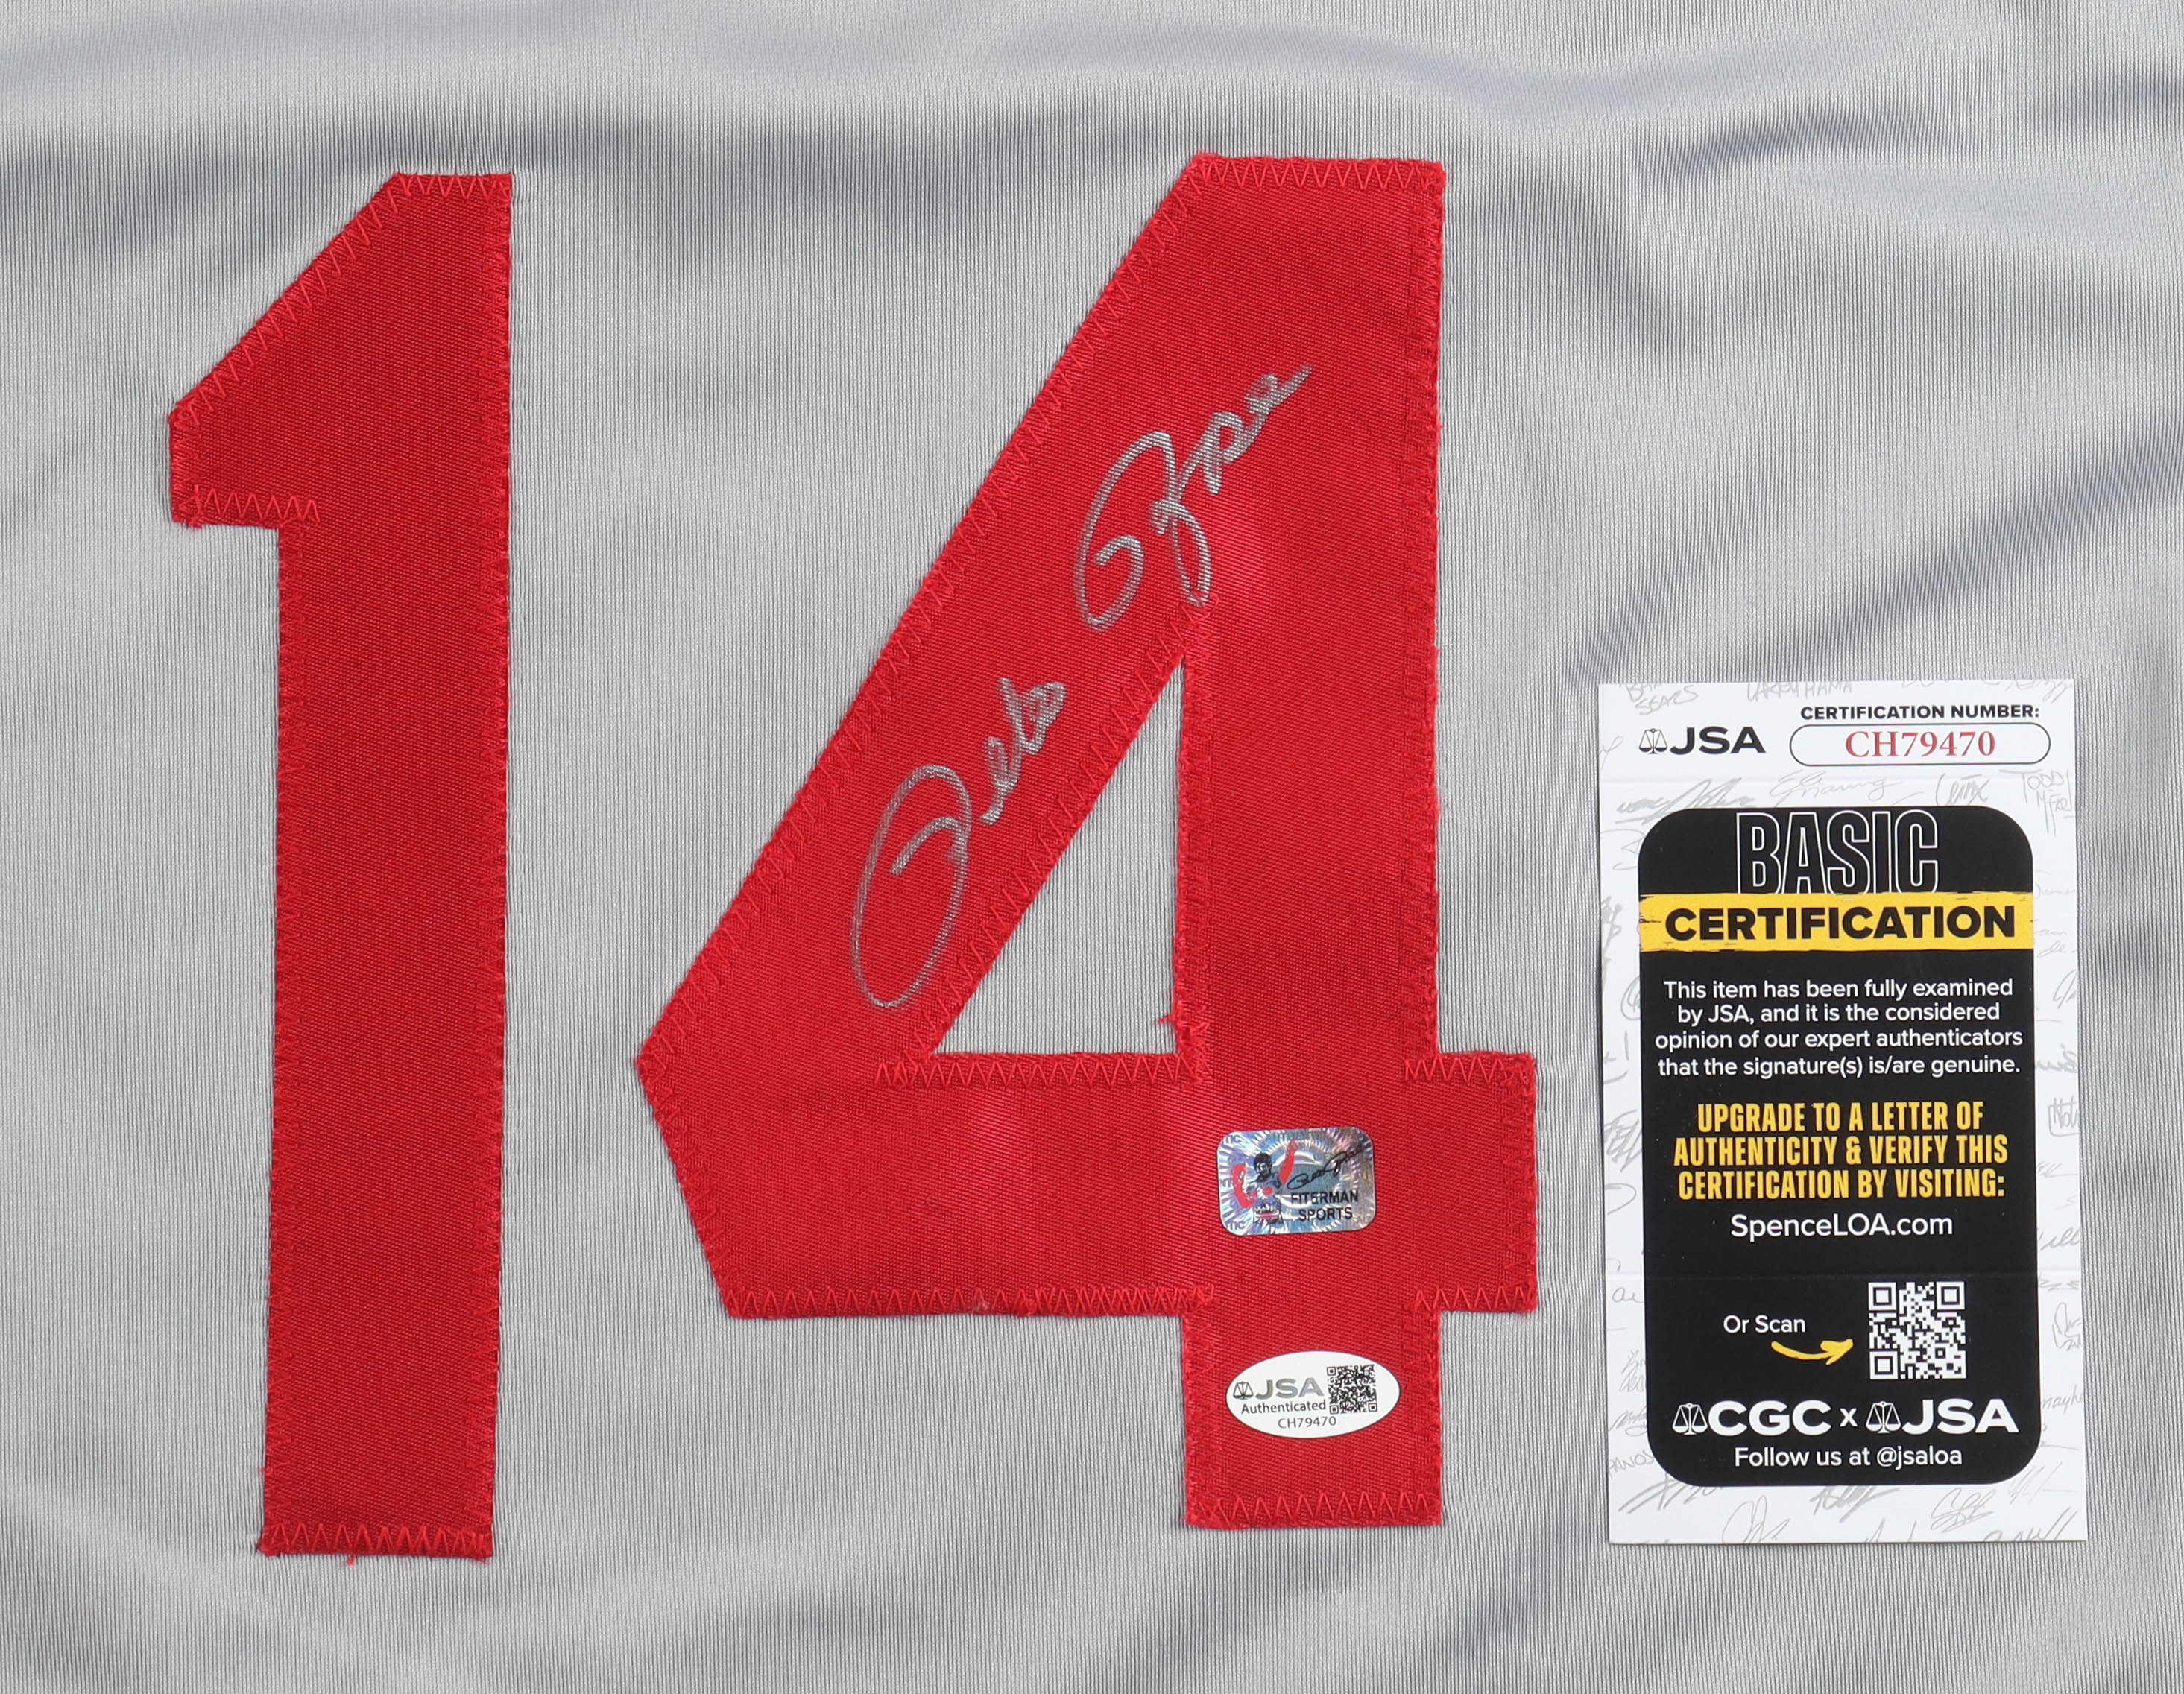 14
Pete Rose
FITERMAN
SPORTS
JSA
Authenticated
CH79470
JSA
CERTIFICATION NUMBER:
CH79470
BASIC
CERTIFICATION
This item has been fully examined
by JSA, and it is the considered
opinion of our expert authenticators
that the signature(s) is/are genuine.
UPGRADE TO A LETTER OF
AUTHENTICITY & VERIFY THIS
CERTIFICATION BY VISITING:
SpenceLOA.com
Or Scan
CGC x JSA
Follow us at @jsaloa